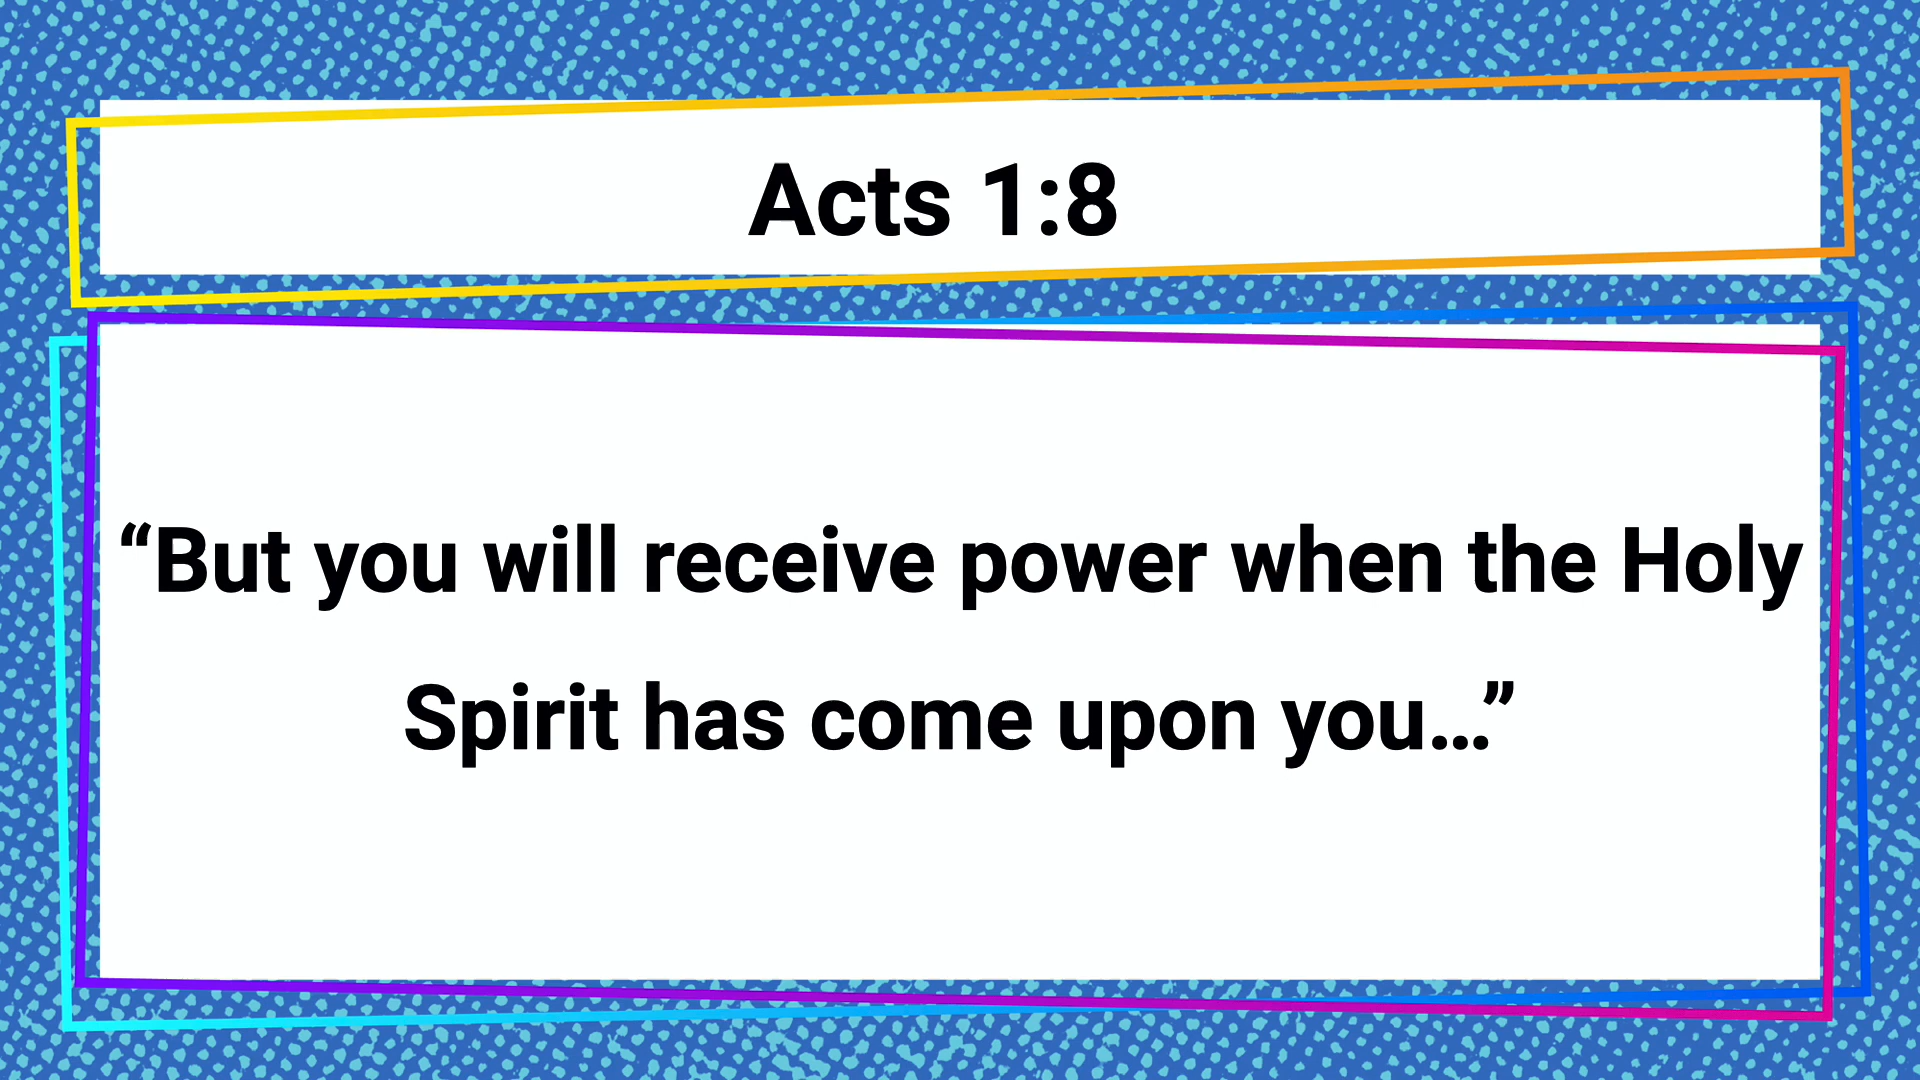 Acts 1:8
“But you will receive power when the Holy
Spirit has come upon you…”